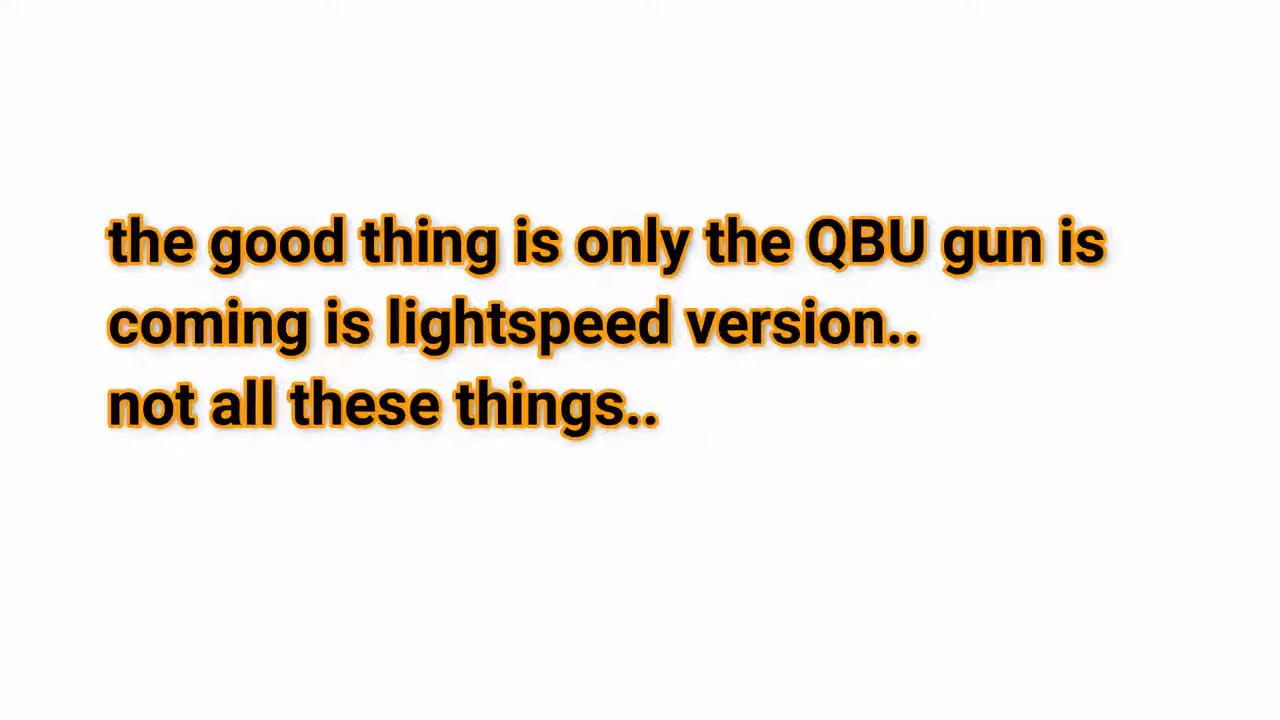 the good thing is only the QBU gun is
coming is lightspeed version..
not all these things..